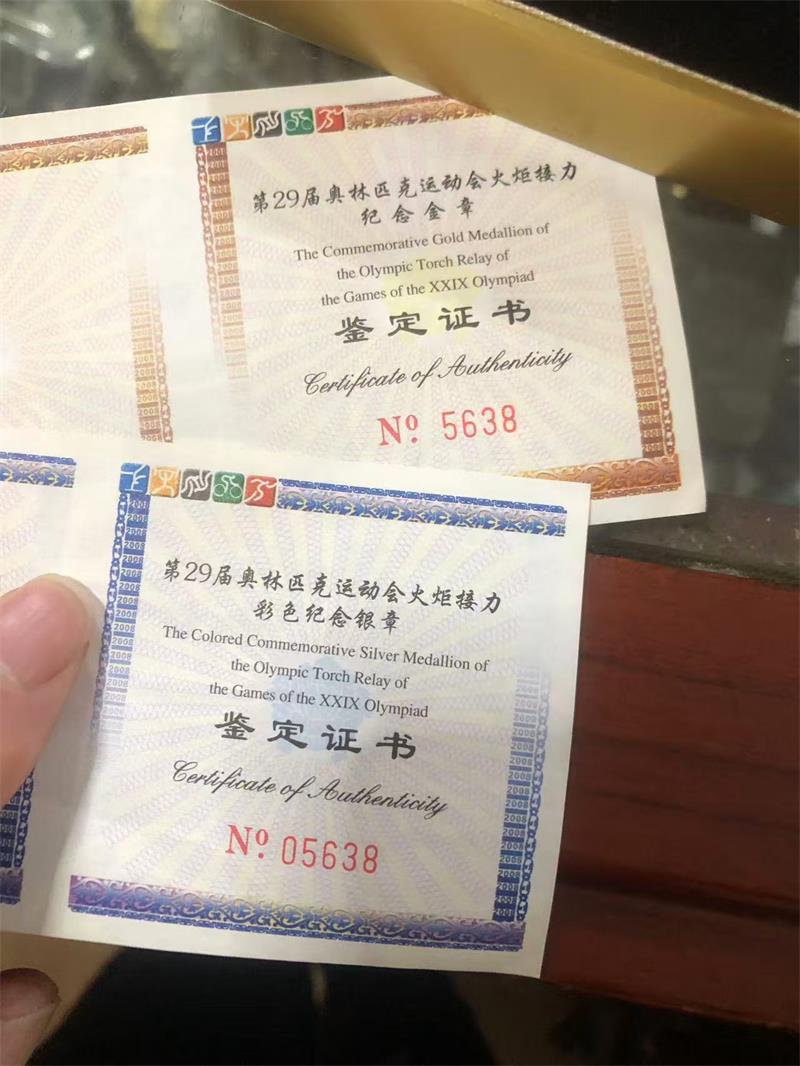 第29届奥林匹克运动会火炬接力
纪念金章
The Commemorative Gold Medallion of
the Olympic Torch Relay of
the Games of the XXIX Olympiad
鉴定证书
Certificate of Authenticity
Nº 5638
第29届奥林匹克运动会火炬接力
彩色纪念银章
The Colored Commemorative Silver Medallion of
the Olympic Torch Relay of
the Games of the XXIX Olympiad
鉴定证书
Certificate of Authenticity
Nº 05638